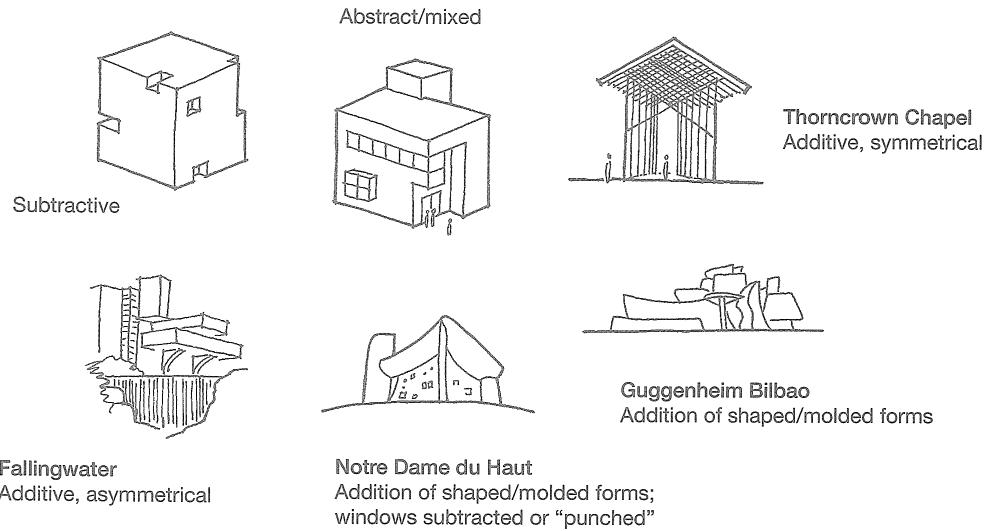 Abstract/mixed
Subtractive
Thorncrown Chapel
Additive, symmetrical
Fallingwater
Additive, asymmetrical
Notre Dame du Haut
Addition of shaped/molded forms;
windows subtracted or “punched”
Guggenheim Bilbao
Addition of shaped/molded forms